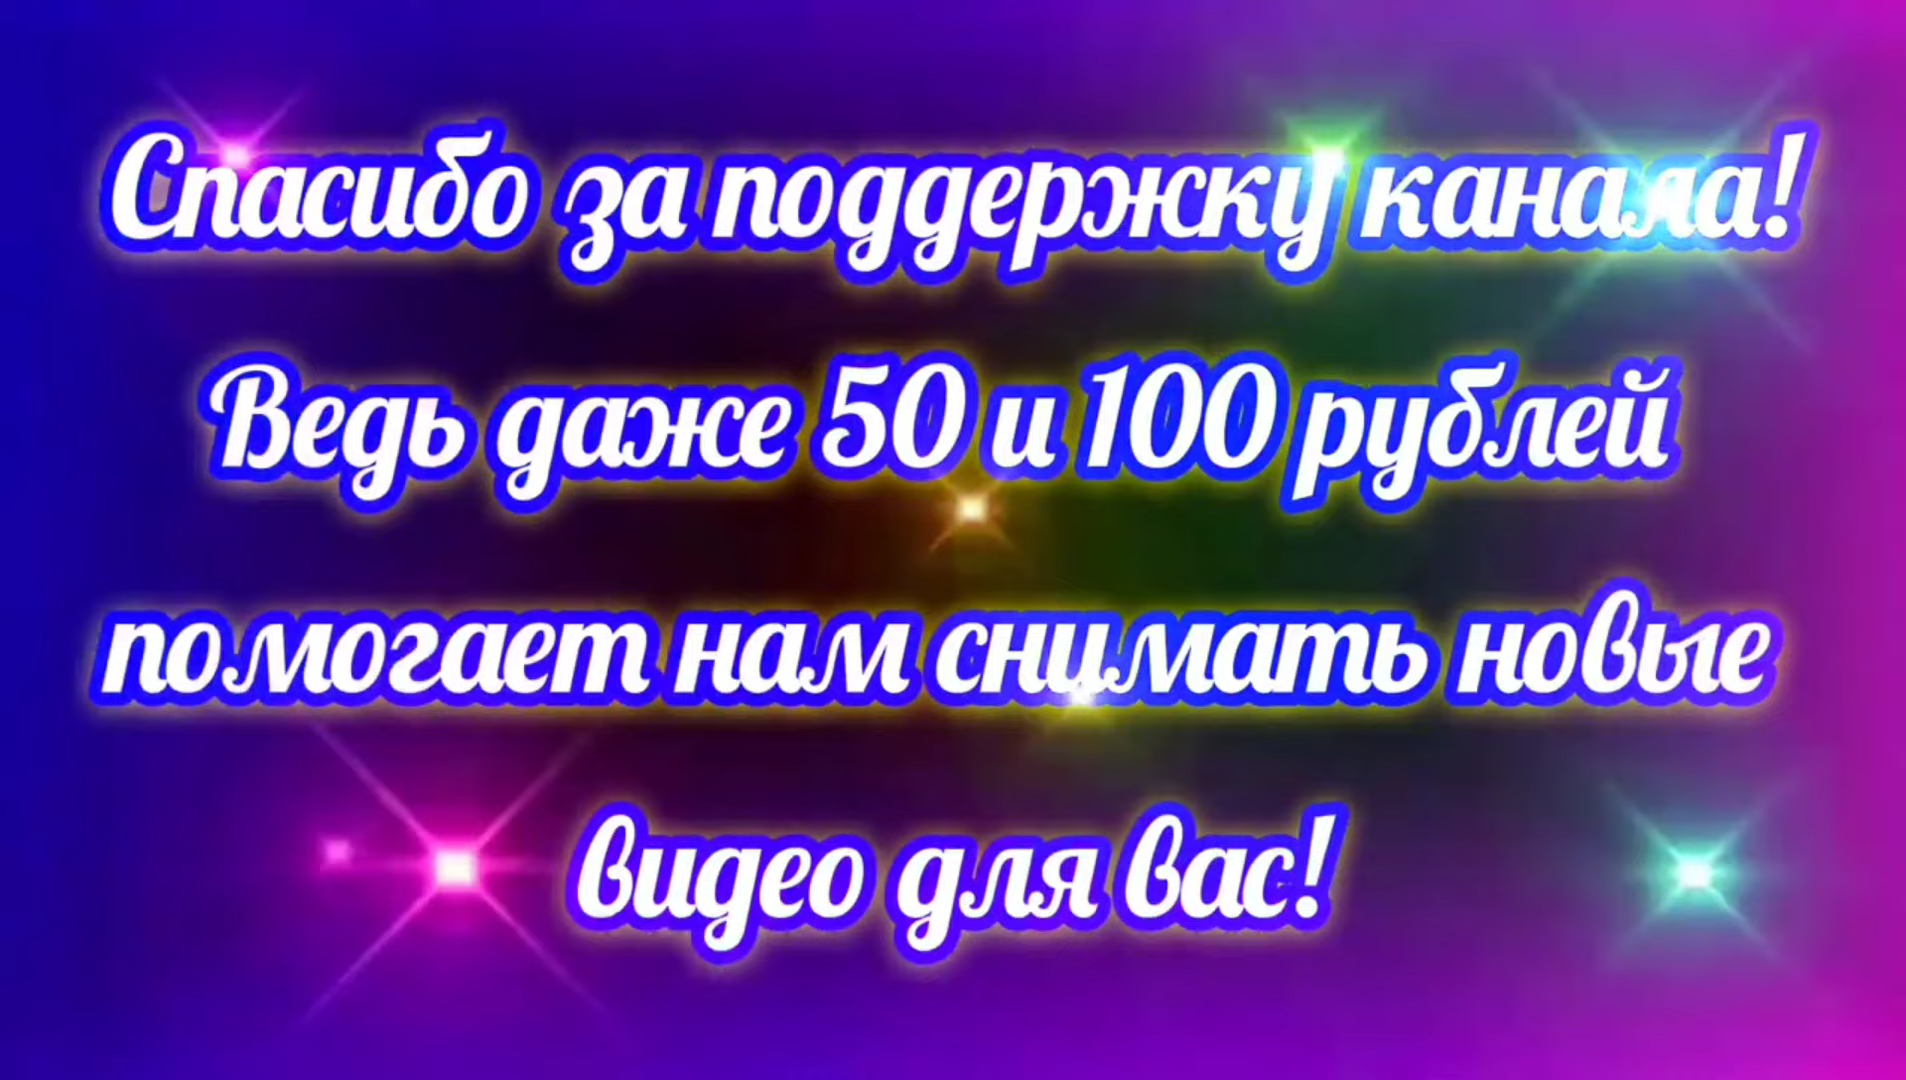 Спасибо за поддержку канала!
Ведь даже 50 и 100 рублей
помогает нам снимать новые
видео для вас!